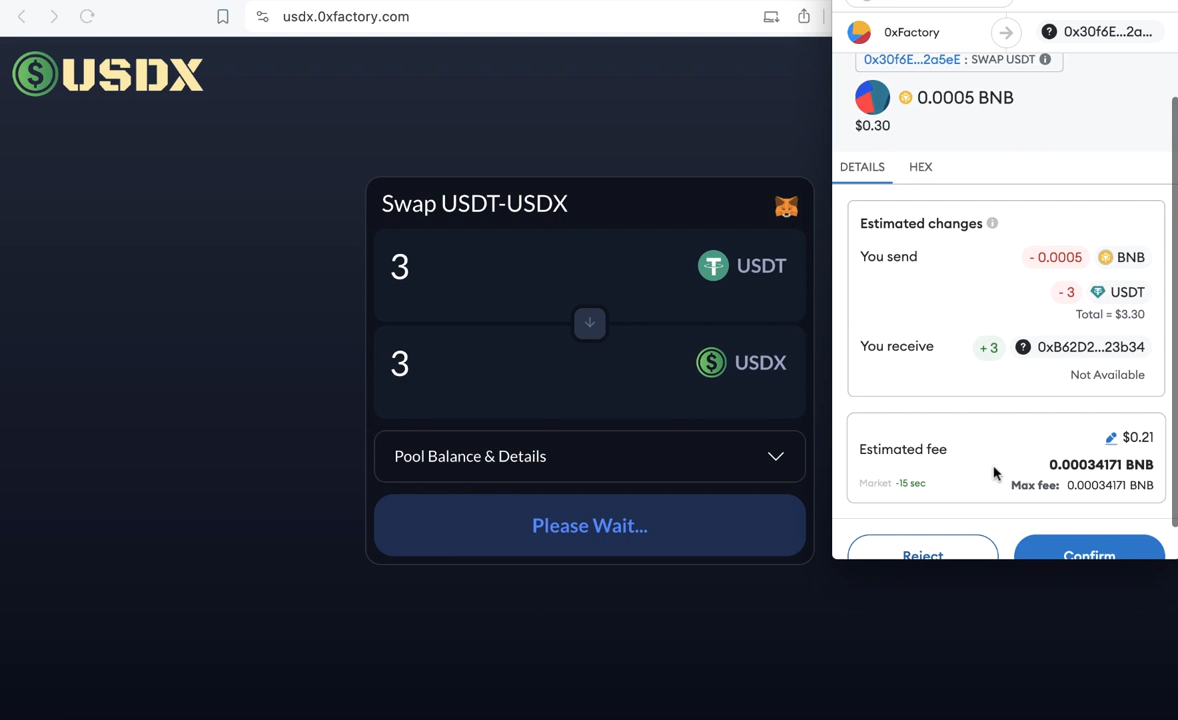 usdx.0xfactory.com
USDX
Swap USDT-USDX
3
USDT
3
USDX
Pool Balance & Details
Please Wait...
0xFactory
0x30f6E...2a...
0x30f6E...2a5eE : SWAP USDT
0.0005 BNB
$0.30
DETAILS
HEX
Estimated changes
You send
- 0.0005
BNB
- 3
USDT
Total = $3.30
You receive
+ 3
0xB62D2...23b34
Not Available
Estimated fee
$0.21
0.00034171 BNB
Market ~15 sec
Max fee: 0.00034171 BNB
Reject
Confirm